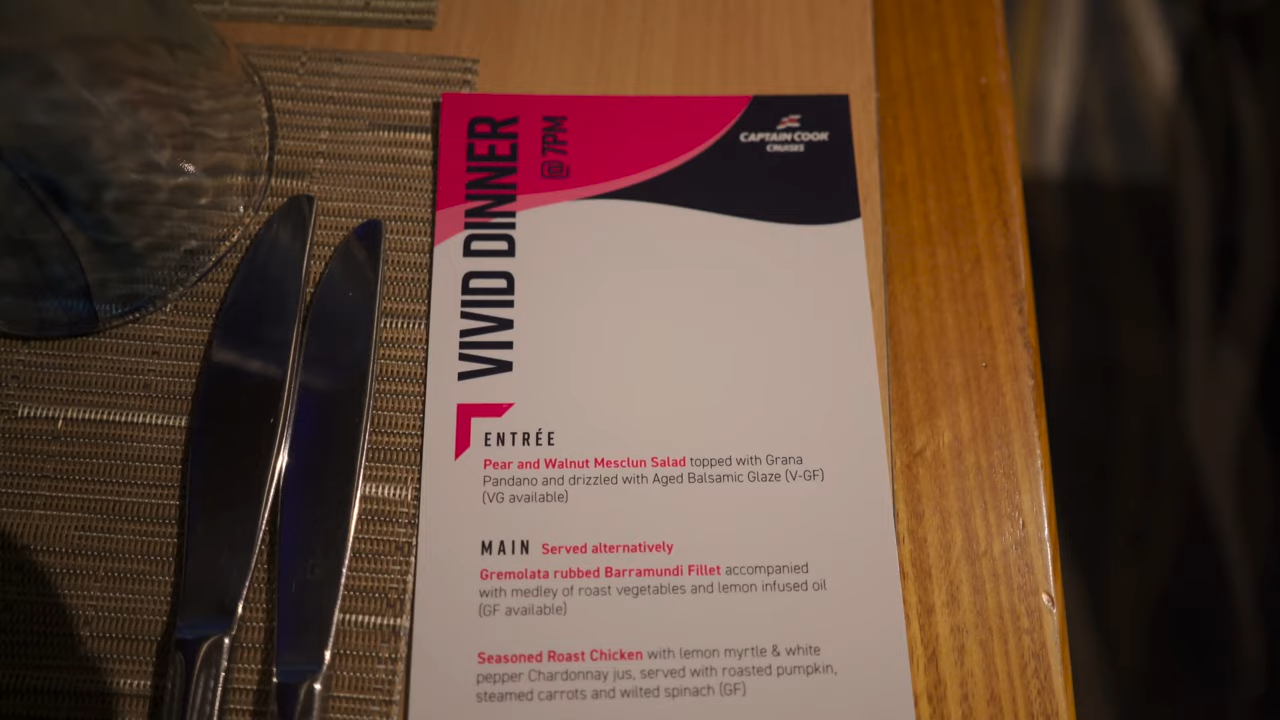 VIVID DINNER
@ 7PM
CAPTAIN COOK
CRUISES
ENTRÉE
Pear and Walnut Mesclun Salad topped with Grana
Pandano and drizzled with Aged Balsamic Glaze (V-GF)
(VG available)
MAIN Served alternatively
Gremolata rubbed Barramundi Fillet accompanied
with medley of roast vegetables and lemon infused oil
(GF available)
Seasoned Roast Chicken with lemon myrtle & white
pepper Chardonnay jus, served with roasted pumpkin,
steamed carrots and wilted spinach (GF)